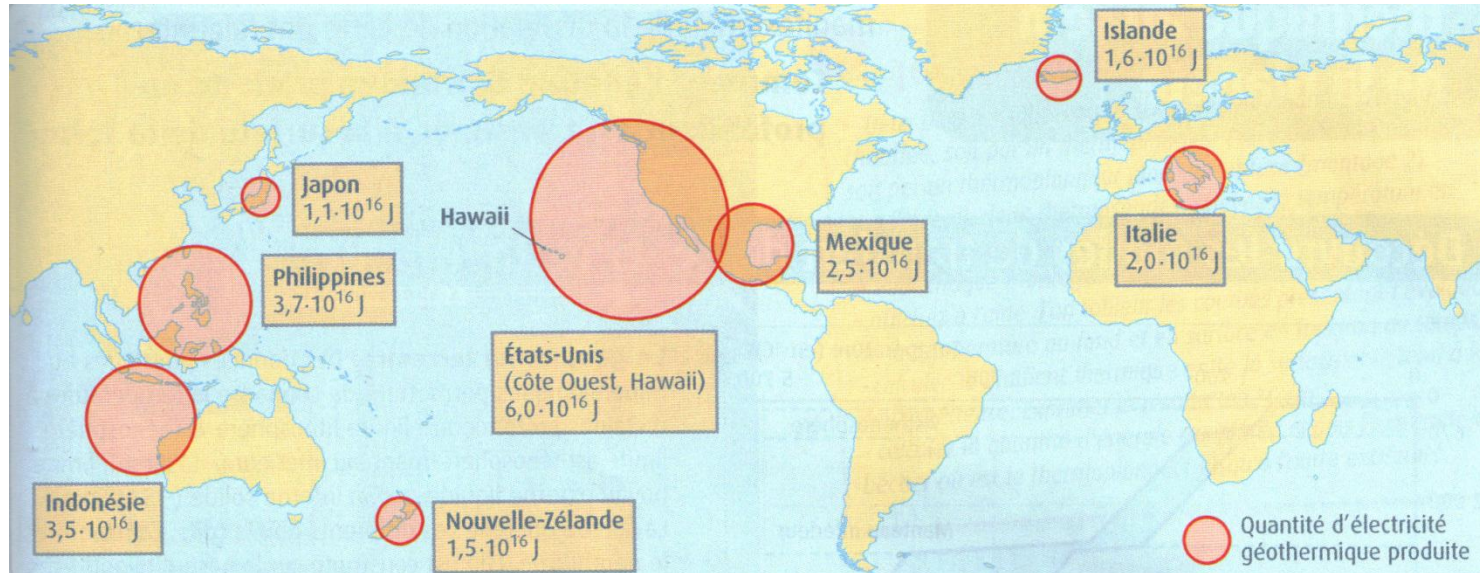 Islande
1,6·10¹⁶ J
Japon
1,1·10¹⁶ J
Hawaii
Philippines
3,7·10¹⁶ J
Mexique
2,5·10¹⁶ J
Italie
2,0·10¹⁶ J
États-Unis
(côte Ouest, Hawaii)
6,0·10¹⁶ J
Indonésie
3,5·10¹⁶ J
Nouvelle-Zélande
1,5·10¹⁶ J
Quantité d'électricité
géothermique produite